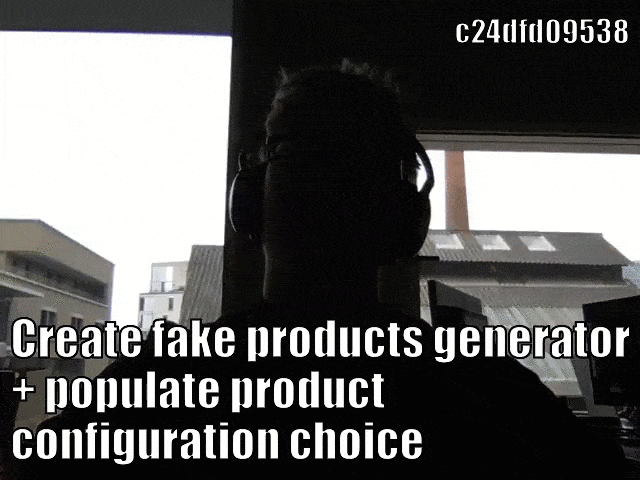 c24dfd09538
Create fake products generator
+ populate product
configuration choice